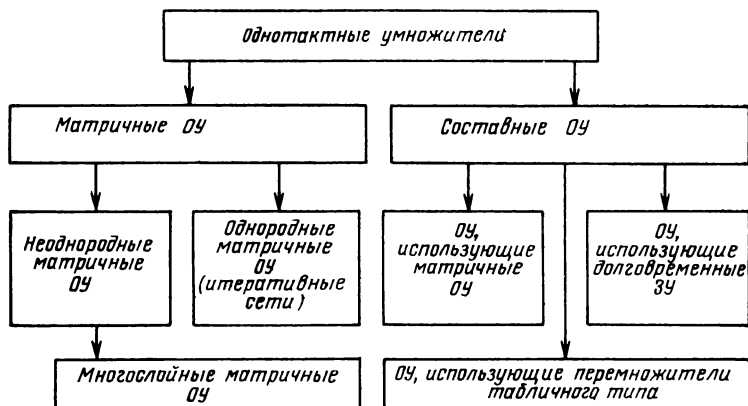 Однотактные умножители
Матричные ОУ
Составные ОУ
Неоднородные
матричные
ОУ
Однородные
матричные
ОУ
(итеративные
сети)
ОУ,
использующие
матричные
ОУ
ОУ,
использующие
долговременные
ЗУ
Многослойные матричные
ОУ
ОУ, использующие перемножители
табличного типа